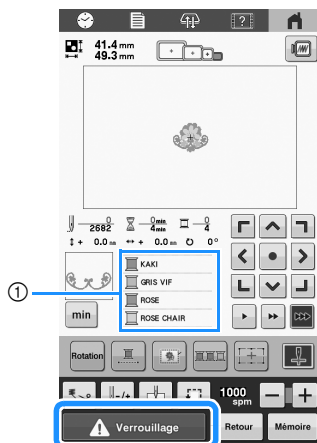 41.4 mm
49.3 mm
0
2682
0 min
4 min
0
4
+ 0.0 mm
+ 0.0 mm
0°
①
KAKI
GRIS VIF
ROSE
ROSE CHAIR
min
Rotation
1000
spm
Verrouillage
Retour
Mémoire